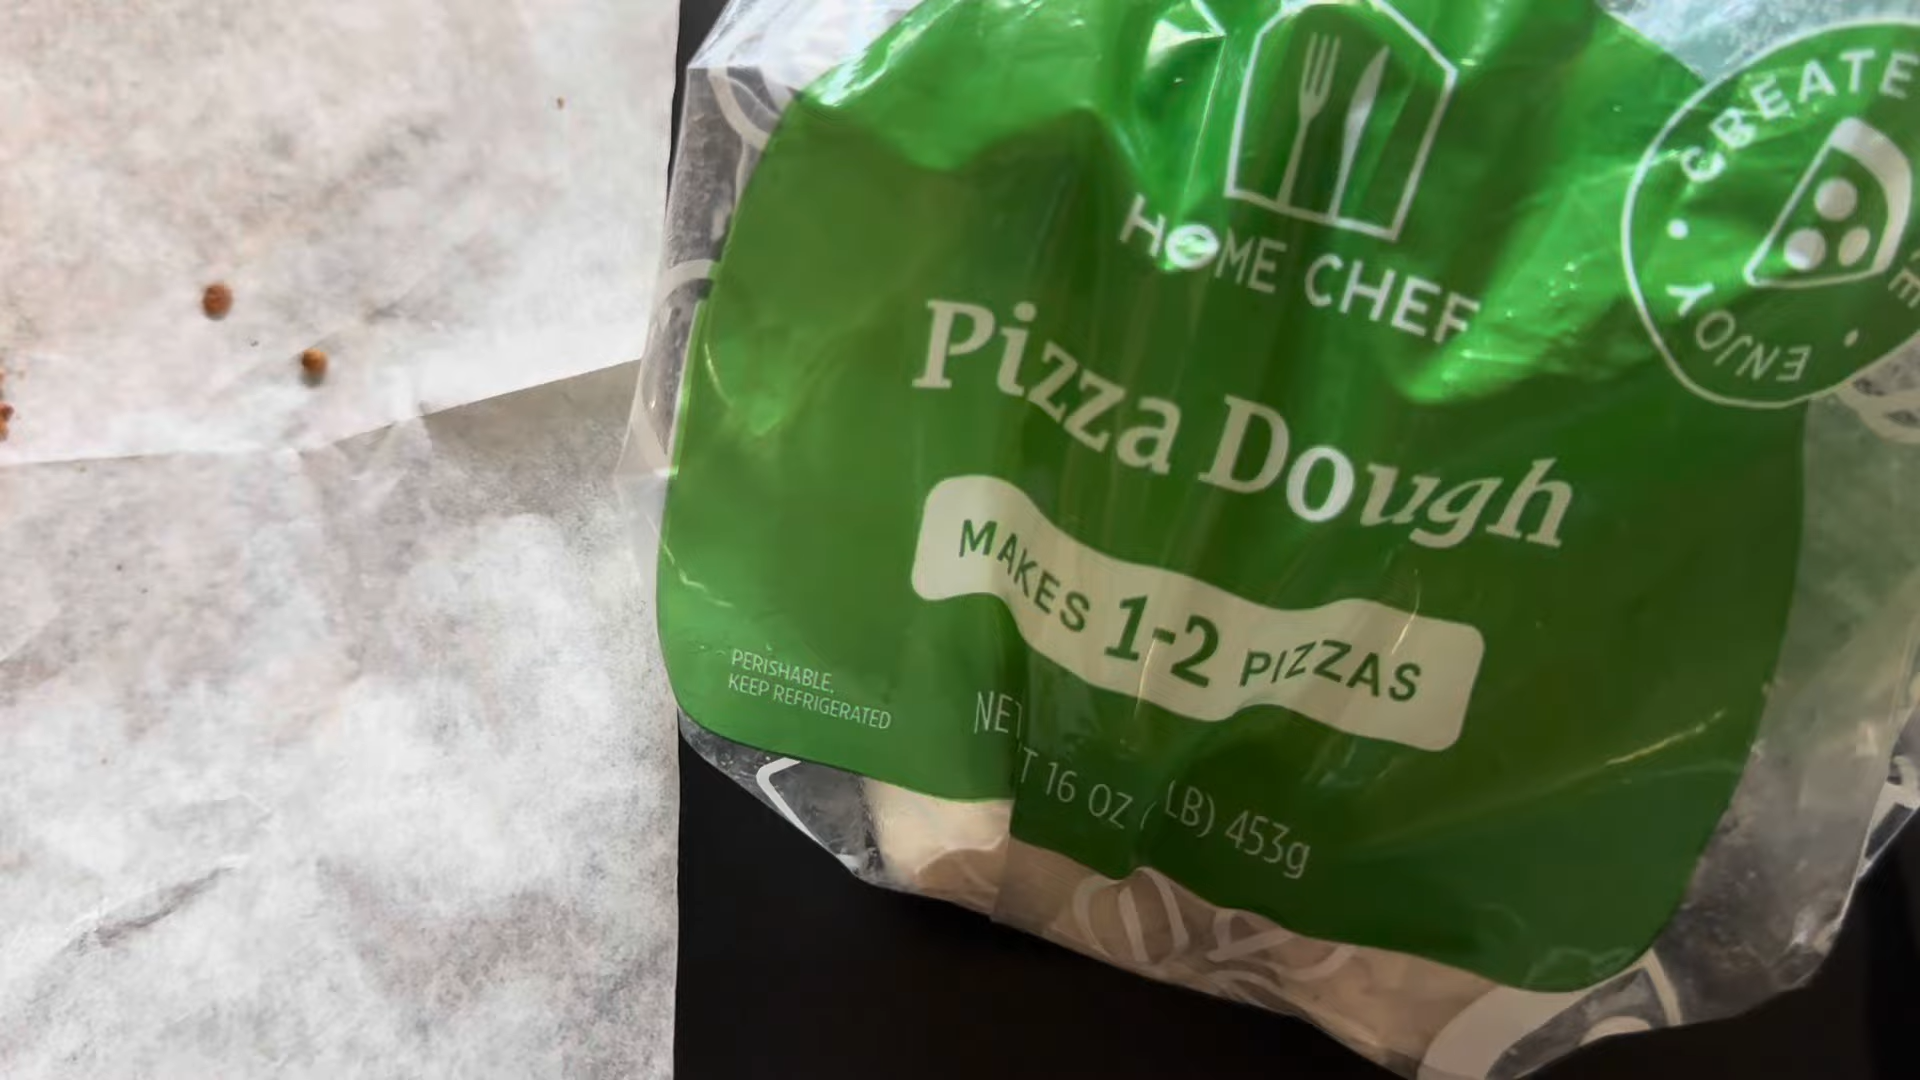 HOME CHEF
CREATE
ENJOY
Pizza Dough
MAKES 1-2 PIZZAS
PERISHABLE.
KEEP REFRIGERATED
NET 16 OZ ( LB) 453g